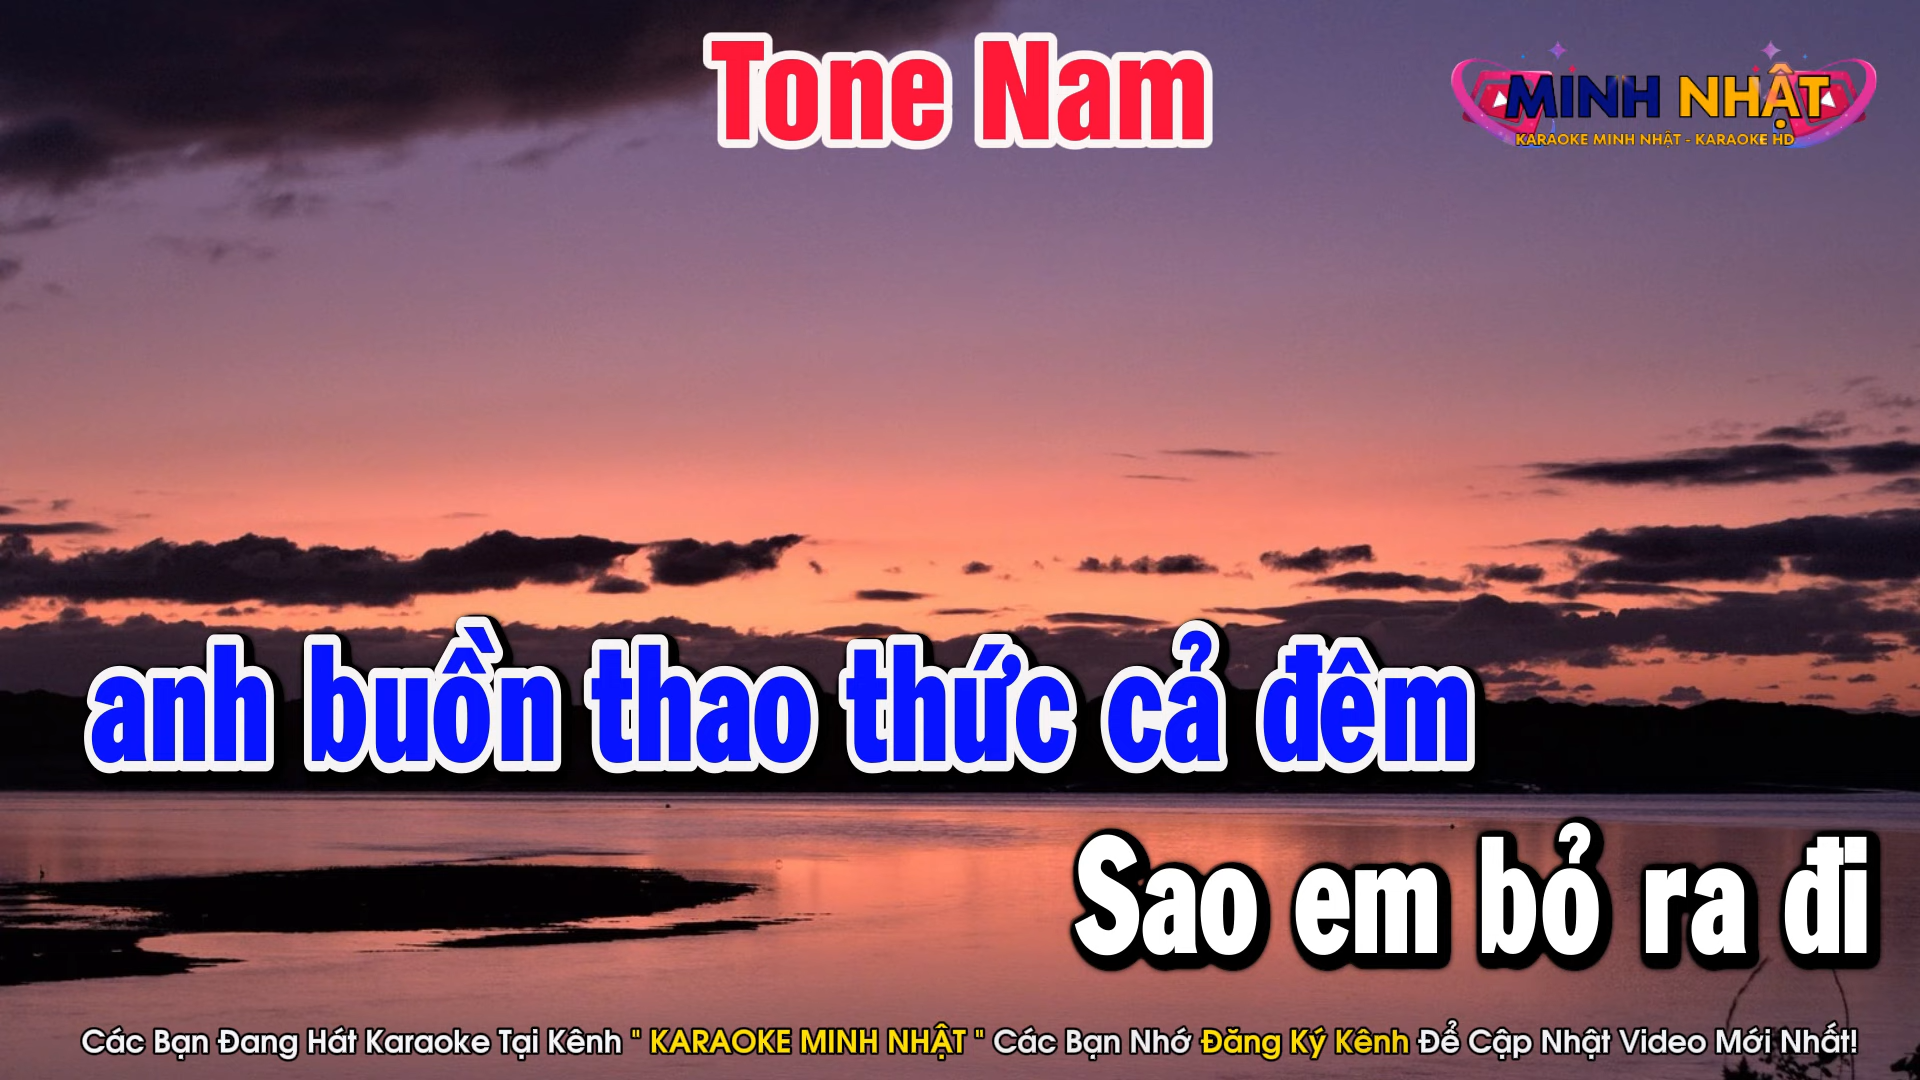 Tone Nam
MINH NHẬT
KARAOKE MINH NHẬT - KARAOKE HD
anh buồn thao thức cả đêm
Sao em bỏ ra đi
Các Bạn Đang Hát Karaoke Tại Kênh " KARAOKE MINH NHẬT " Các Bạn Nhớ Đăng Ký Kênh Để Cập Nhật Video Mới Nhất!